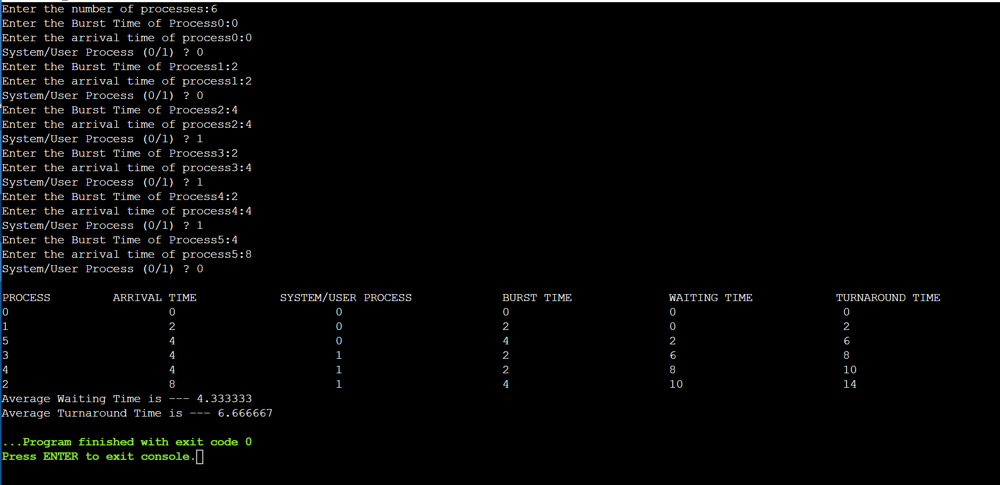 Enter the number of processes:6
Enter the Burst Time of Process0:0
Enter the arrival time of process0:0
System/User Process (0/1) ? 0
Enter the Burst Time of Process1:2
Enter the arrival time of process1:2
System/User Process (0/1) ? 0
Enter the Burst Time of Process2:4
Enter the arrival time of process2:4
System/User Process (0/1) ? 1
Enter the Burst Time of Process3:2
Enter the arrival time of process3:4
System/User Process (0/1) ? 1
Enter the Burst Time of Process4:2
Enter the arrival time of process4:4
System/User Process (0/1) ? 1
Enter the Burst Time of Process5:4
Enter the arrival time of process5:8
System/User Process (0/1) ? 0
PROCESS ARRIVAL TIME SYSTEM/USER PROCESS BURST TIME WAITING TIME TURNAROUND TIME
0 0 0 0 0 0
1 2 0 2 0 2
5 4 0 4 2 6
3 4 1 2 6 8
4 4 1 2 8 10
2 8 1 4 10 14
Average Waiting Time is --- 4.333333
Average Turnaround Time is --- 6.666667
...Program finished with exit code 0
Press ENTER to exit console.